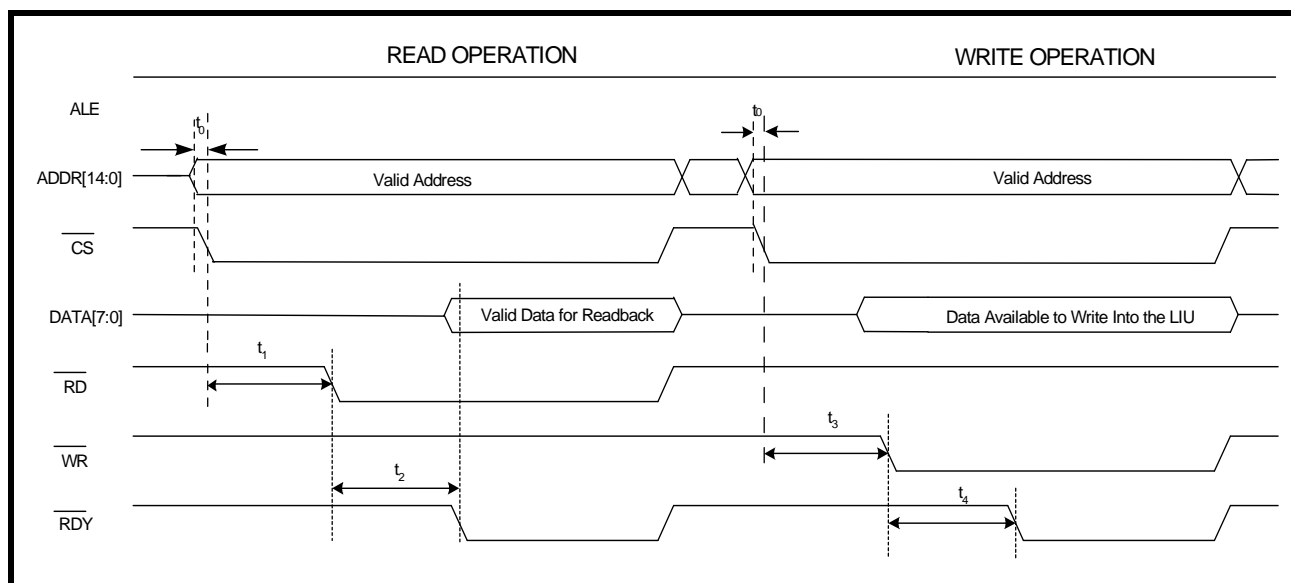 READ OPERATION WRITE OPERATION
ALE
t0 t0
ADDR[14:0] Valid Address Valid Address
CS
DATA[7:0] Valid Data for Readback Data Available to Write Into the LIU
t1
RD
t3
WR
t2
t4
RDY